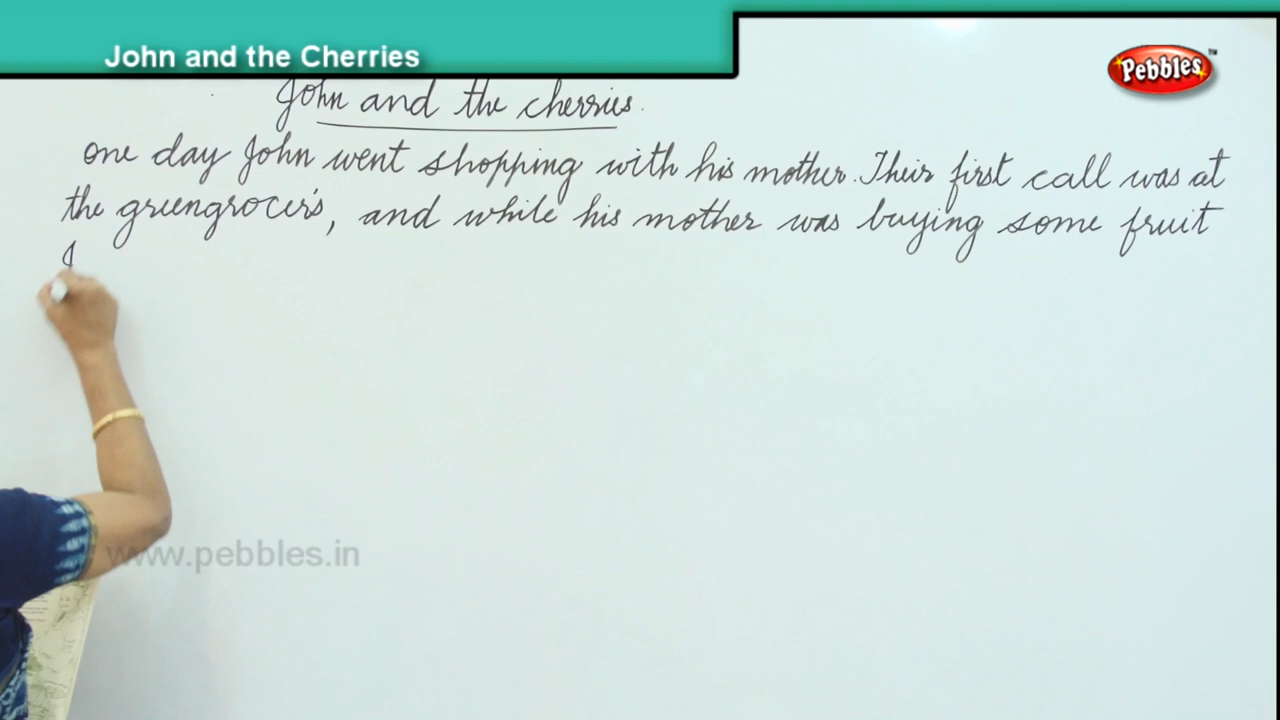 John and the Cherries
Pebbles™
John and the cherries.
one day John went shopping with his mother. Their first call was at
the greengrocer's, and while his mother was buying some fruit
J
www.pebbles.in